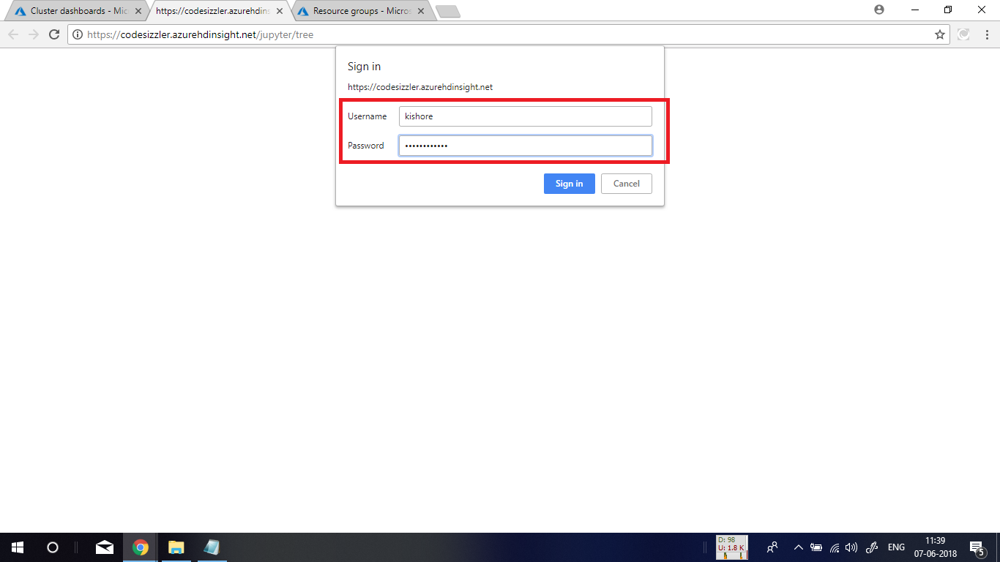 Cluster dashboards - Mic
https://codesizzler.azurehdins
Resource groups - Micros
https://codesizzler.azurehdinsight.net/jupyter/tree
Sign in
https://codesizzler.azurehdinsight.net
Username kishore
Password ••••••••••••
Sign in Cancel
D: 98
U: 1.8 K
ENG
11:39
07-06-2018
5